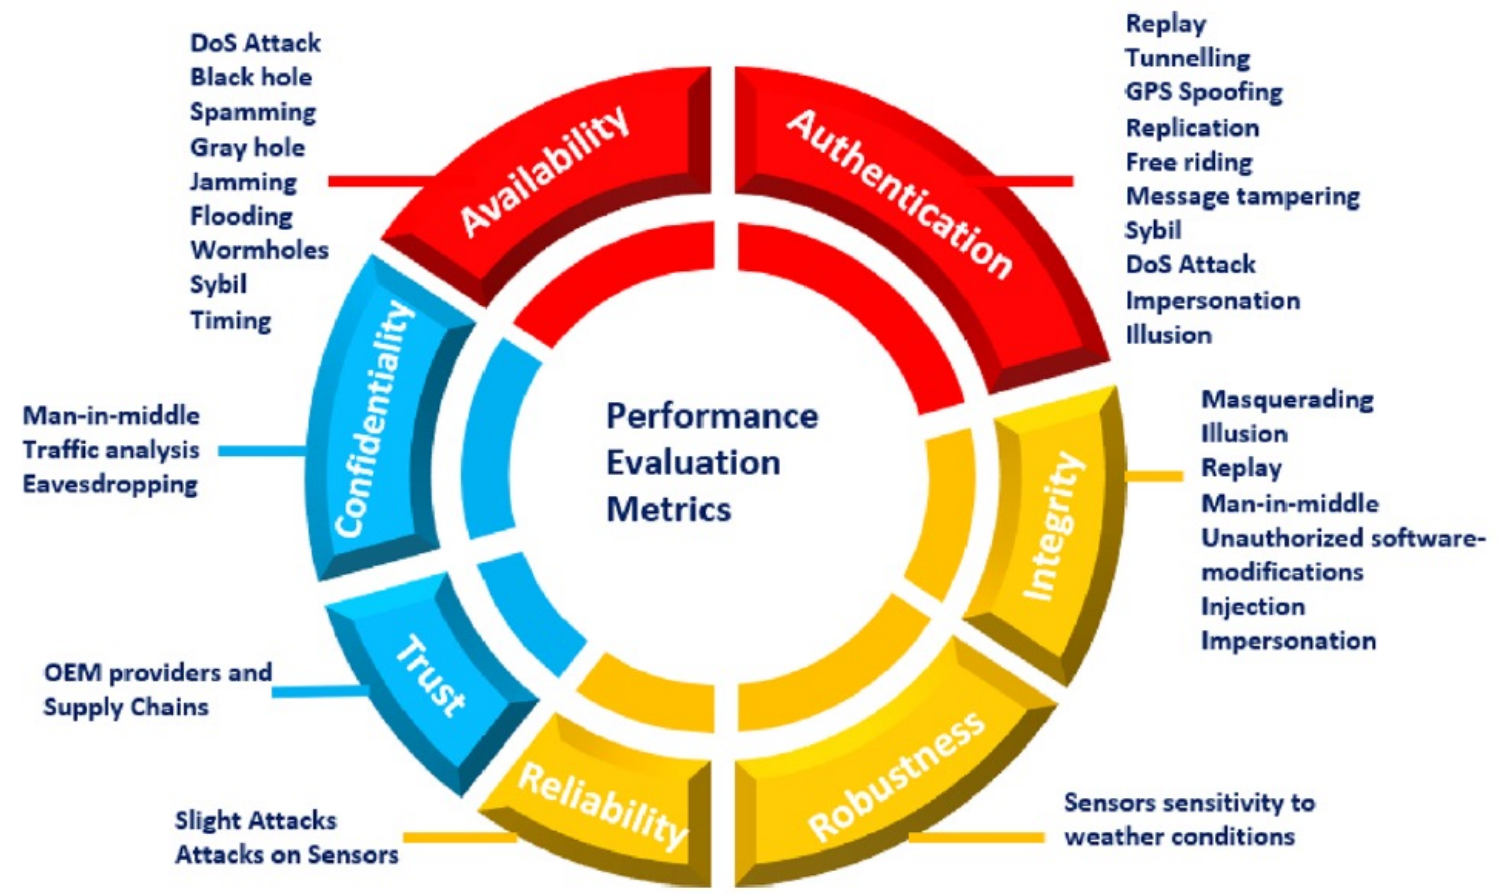 DoS Attack
Black hole
Spamming
Gray hole
Jamming
Flooding
Wormholes
Sybil
Timing
Availability
Authentication
Replay
Tunnelling
GPS Spoofing
Replication
Free riding
Message tampering
Sybil
DoS Attack
Impersonation
Illusion
Man-in-middle
Traffic analysis
Eavesdropping
Confidentiality
Performance
Evaluation
Metrics
Integrity
Masquerading
Illusion
Replay
Man-in-middle
Unauthorized software-
modifications
Injection
Impersonation
OEM providers and
Supply Chains
Trust
Slight Attacks
Attacks on Sensors
Reliability
Robustness
Sensors sensitivity to
weather conditions